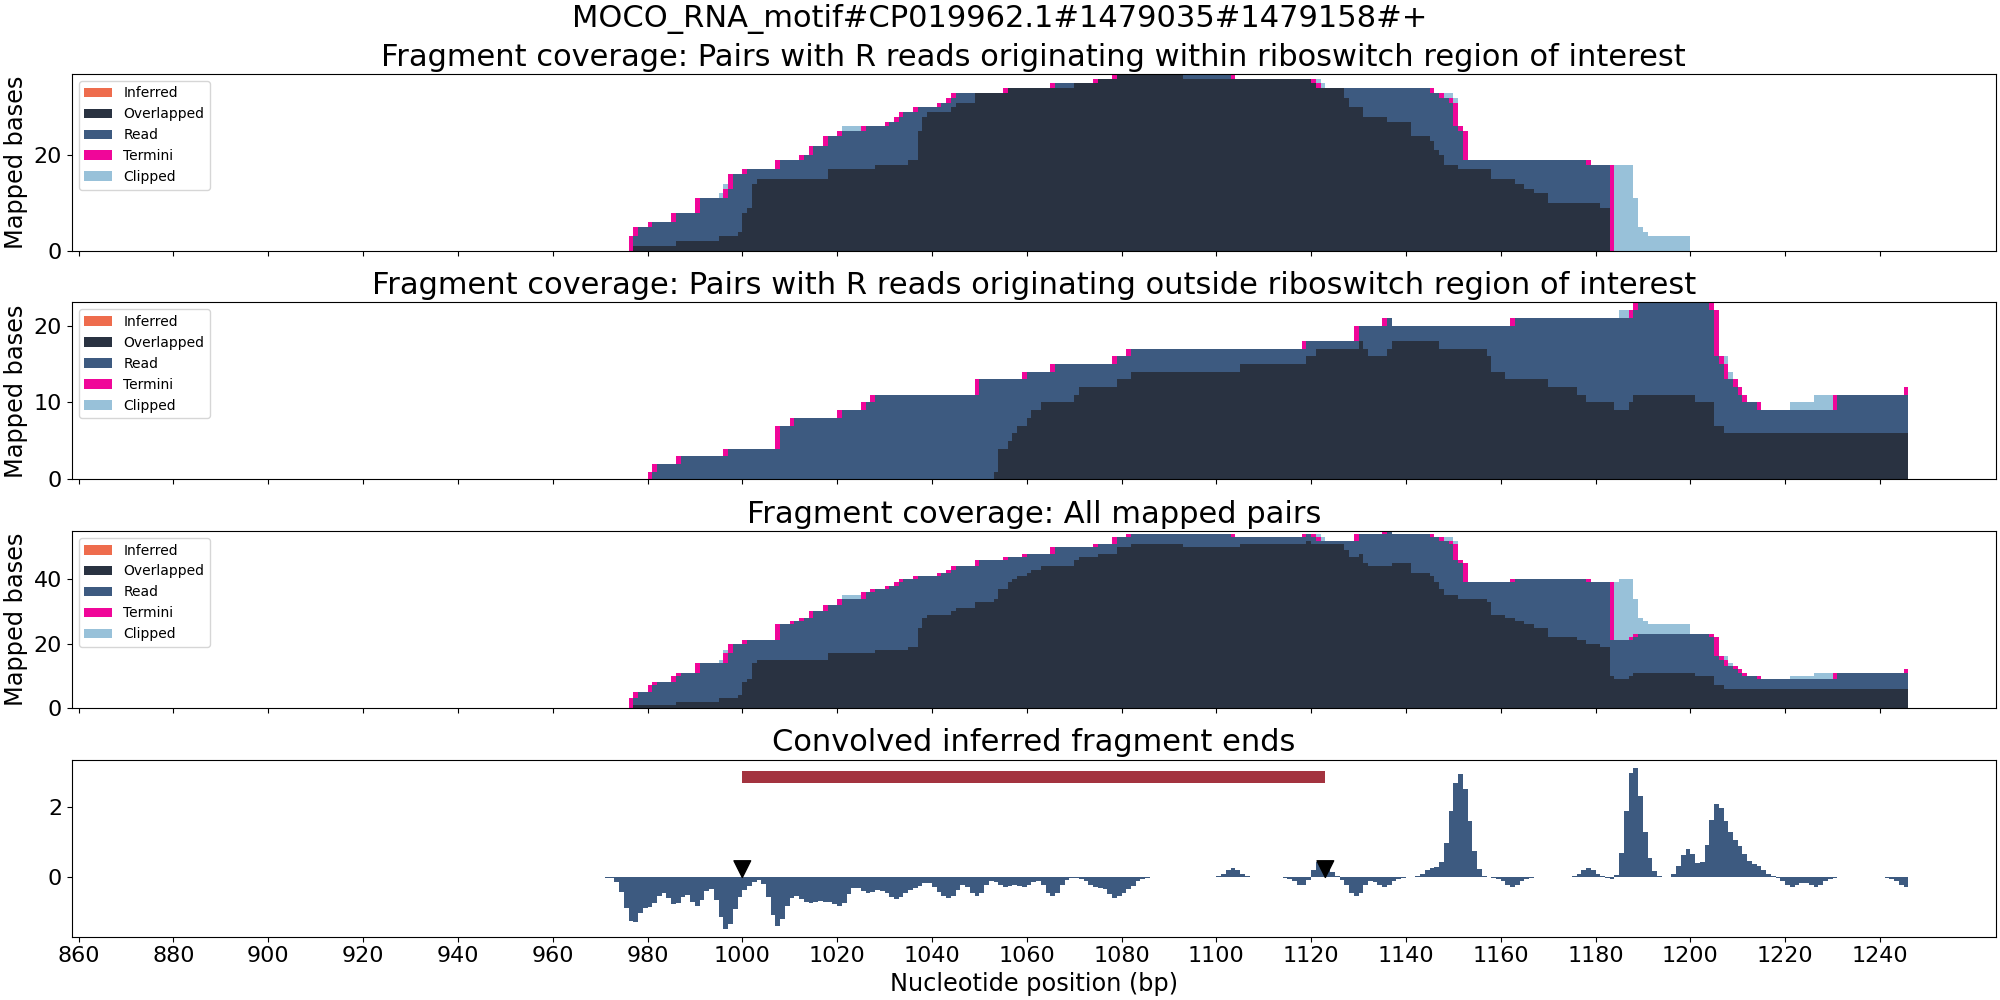 MOCO_RNA_motif#CP019962.1#1479035#1479158#+
Fragment coverage: Pairs with R reads originating within riboswitch region of interest
Mapped bases
20
0
Inferred
Overlapped
Read
Termini
Clipped
Fragment coverage: Pairs with R reads originating outside riboswitch region of interest
Mapped bases
20
10
0
Inferred
Overlapped
Read
Termini
Clipped
Fragment coverage: All mapped pairs
Mapped bases
40
20
0
Inferred
Overlapped
Read
Termini
Clipped
Convolved inferred fragment ends
2
0
860 880 900 920 940 960 980 1000 1020 1040 1060 1080 1100 1120 1140 1160 1180 1200 1220 1240
Nucleotide position (bp)